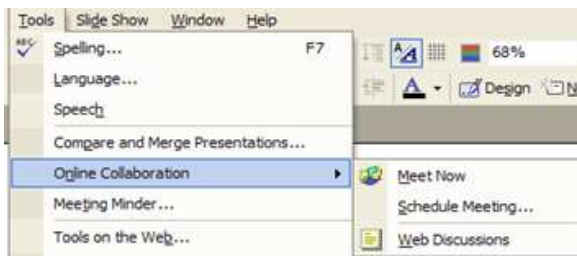 Tools Slide Show Window Help
ABC Spelling... F7
A A 68%
Language...
A Design N
Speech
Compare and Merge Presentations...
Online Collaboration
Meet Now
Meeting Minder...
Schedule Meeting...
Tools on the Web...
Web Discussions